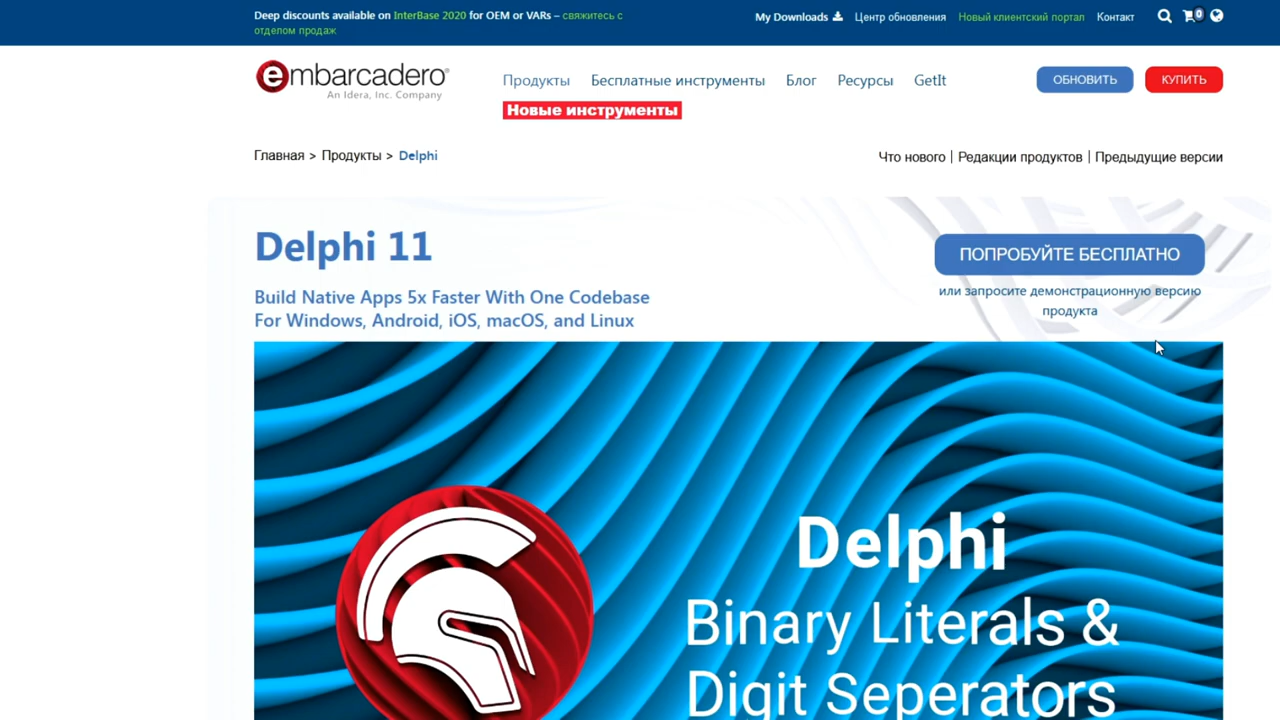 Deep discounts available on InterBase 2020 for OEM or VARs – свяжитесь с
отделом продаж
My Downloads Центр обновления Новый клиентский портал Контакт 0
embarcadero
An Idera, Inc. Company
Продукты Бесплатные инструменты Блог Ресурсы GetIt
ОБНОВИТЬ КУПИТЬ
Новые инструменты
Главная > Продукты > Delphi
Что нового | Редакции продуктов | Предыдущие версии
Delphi 11
ПОПРОБУЙТЕ БЕСПЛАТНО
или запросите демонстрационную версию
продукта
Build Native Apps 5x Faster With One Codebase
For Windows, Android, iOS, macOS, and Linux
Delphi
Binary Literals &
Digit Seperators